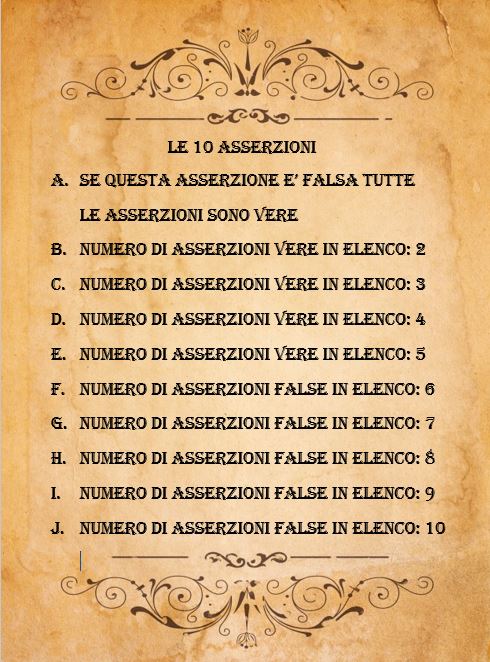 LE 10 ASSERZIONI
A. SE QUESTA ASSERZIONE E' FALSA TUTTE
LE ASSERZIONI SONO VERE
B. NUMERO DI ASSERZIONI VERE IN ELENCO: 2
C. NUMERO DI ASSERZIONI VERE IN ELENCO: 3
D. NUMERO DI ASSERZIONI VERE IN ELENCO: 4
E. NUMERO DI ASSERZIONI VERE IN ELENCO: 5
F. NUMERO DI ASSERZIONI FALSE IN ELENCO: 6
G. NUMERO DI ASSERZIONI FALSE IN ELENCO: 7
H. NUMERO DI ASSERZIONI FALSE IN ELENCO: 8
I. NUMERO DI ASSERZIONI FALSE IN ELENCO: 9
J. NUMERO DI ASSERZIONI FALSE IN ELENCO: 10